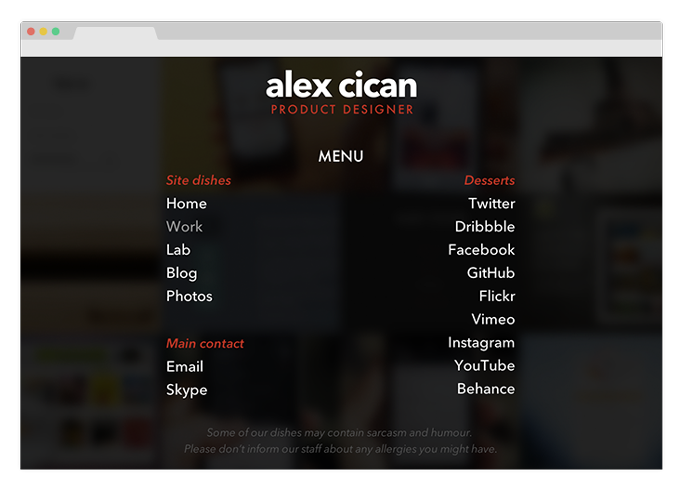 alex cican
PRODUCT DESIGNER
MENU
Site dishes
Home
Work
Lab
Blog
Photos
Main contact
Email
Skype
Desserts
Twitter
Dribbble
Facebook
GitHub
Flickr
Vimeo
Instagram
YouTube
Behance
Some of our dishes may contain sarcasm and humour.
Please don't inform our staff about any allergies you might have.